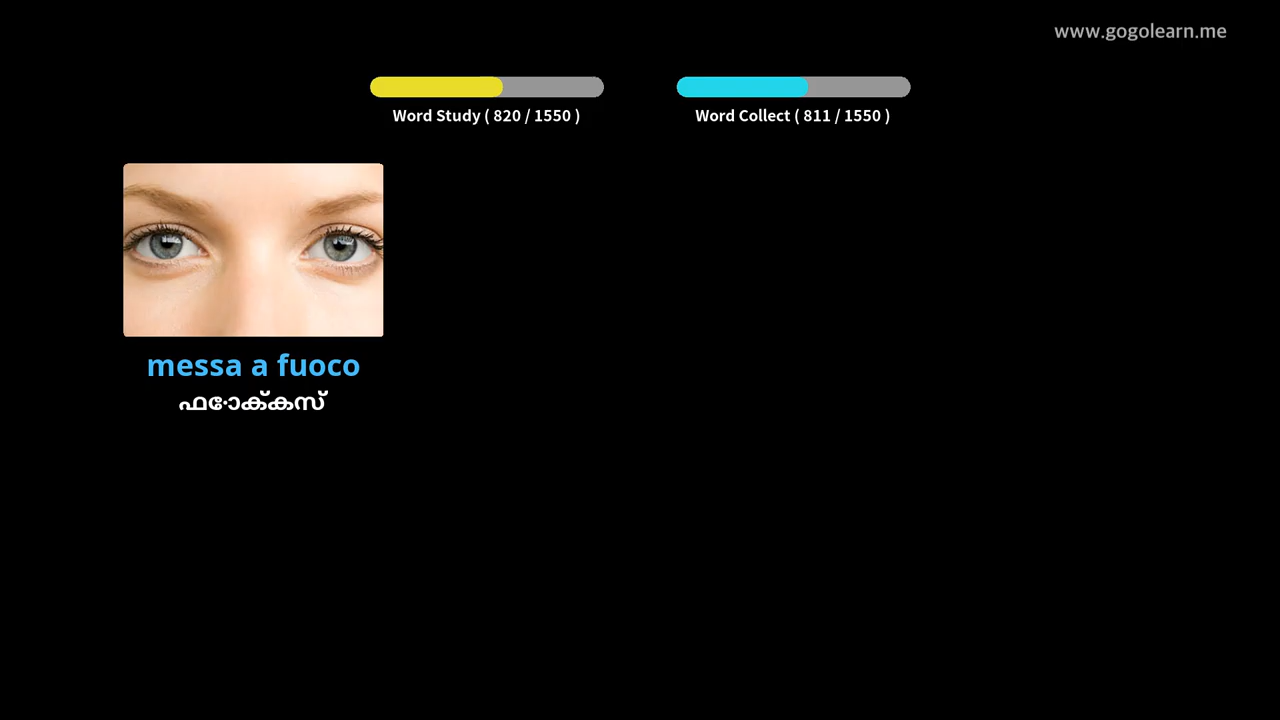 www.gogolearn.me
Word Study ( 820 / 1550 )
Word Collect ( 811 / 1550 )
messa a fuoco
ഫോക്കസ്